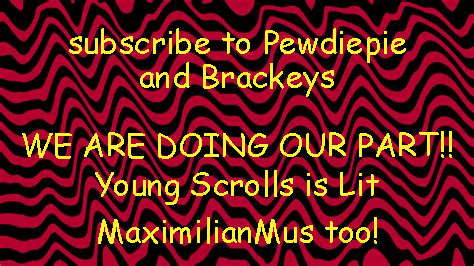 subscribe to Pewdiepie
and Brackeys
WE ARE DOING OUR PART!!
Young Scrolls is Lit
MaximilianMus too!